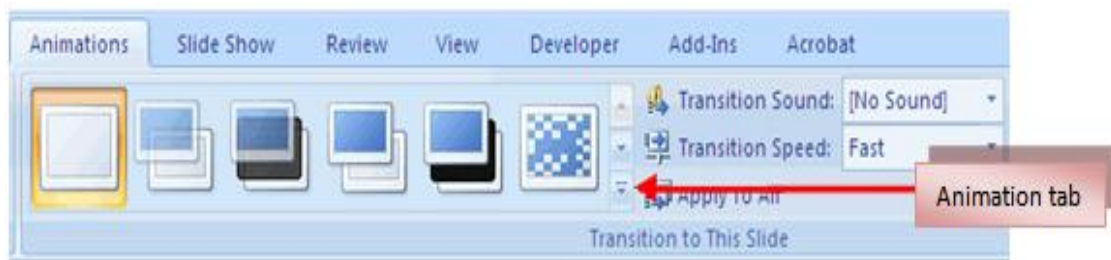 Animations Slide Show Review View Developer Add-Ins Acrobat
Transition Sound: [No Sound]
Transition Speed: Fast
Apply To All
Animation tab
Transition to This Slide